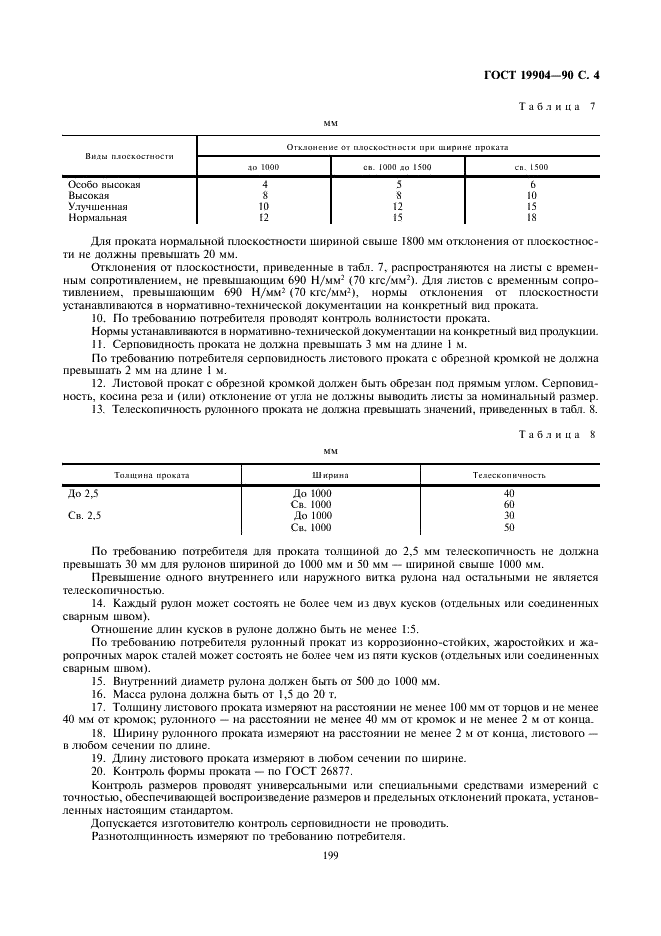 ГОСТ 19904—90 С. 4
Таблица 7
мм
Виды плоскостности
Отклонение от плоскостности при ширине проката
до 1000 св. 1000 до 1500 св. 1500
Особо высокая 4 5 6
Высокая 8 8 10
Улучшенная 10 12 15
Нормальная 12 15 18
Для проката нормальной плоскостности шириной свыше 1800 мм отклонения от плоскостнос-
ти не должны превышать 20 мм.
Отклонения от плоскостности, приведенные в табл. 7, распространяются на листы с времен-
ным сопротивлением, не превышающим 690 Н/мм² (70 кгс/мм²). Для листов с временным сопро-
тивлением, превышающим 690 Н/мм² (70 кгс/мм²), нормы отклонения от плоскостности
устанавливаются в нормативно-технической документации на конкретный вид проката.
10. По требованию потребителя проводят контроль волнистости проката.
Нормы устанавливаются в нормативно-технической документации на конкретный вид продукции.
11. Серповидность проката не должна превышать 3 мм на длине 1 м.
По требованию потребителя серповидность листового проката с обрезной кромкой не должна
превышать 2 мм на длине 1 м.
12. Листовой прокат с обрезной кромкой должен быть обрезан под прямым углом. Серповид-
ность, косина реза и (или) отклонение от угла не должны выводить листы за номинальный размер.
13. Телескопичность рулонного проката не должна превышать значений, приведенных в табл. 8.
Таблица 8
мм
Толщина проката Ширина Телескопичность
До 2,5 До 1000 40
Св. 1000 60
Св. 2,5 До 1000 30
Св. 1000 50
По требованию потребителя для проката толщиной до 2,5 мм телескопичность не должна
превышать 30 мм для рулонов шириной до 1000 мм и 50 мм — шириной свыше 1000 мм.
Превышение одного внутреннего или наружного витка рулона над остальными не является
телескопичностью.
14. Каждый рулон может состоять не более чем из двух кусков (отдельных или соединенных
сварным швом).
Отношение длин кусков в рулоне должно быть не менее 1:5.
По требованию потребителя рулонный прокат из коррозионно-стойких, жаростойких и жа-
ропрочных марок сталей может состоять не более чем из пяти кусков (отдельных или соединенных
сварным швом).
15. Внутренний диаметр рулона должен быть от 500 до 1000 мм.
16. Масса рулона должна быть от 1,5 до 20 т.
17. Толщину листового проката измеряют на расстоянии не менее 100 мм от торцов и не менее
40 мм от кромок; рулонного — на расстоянии не менее 40 мм от кромок и не менее 2 м от конца.
18. Ширину рулонного проката измеряют на расстоянии не менее 2 м от конца, листового —
в любом сечении по длине.
19. Длину листового проката измеряют в любом сечении по ширине.
20. Контроль формы проката — по ГОСТ 26877.
Контроль размеров проводят универсальными или специальными средствами измерений с
точностью, обеспечивающей воспроизведение размеров и предельных отклонений проката, установ-
ленных настоящим стандартом.
Допускается изготовителю контроль серповидности не проводить.
Разнотолщинность измеряют по требованию потребителя.
199